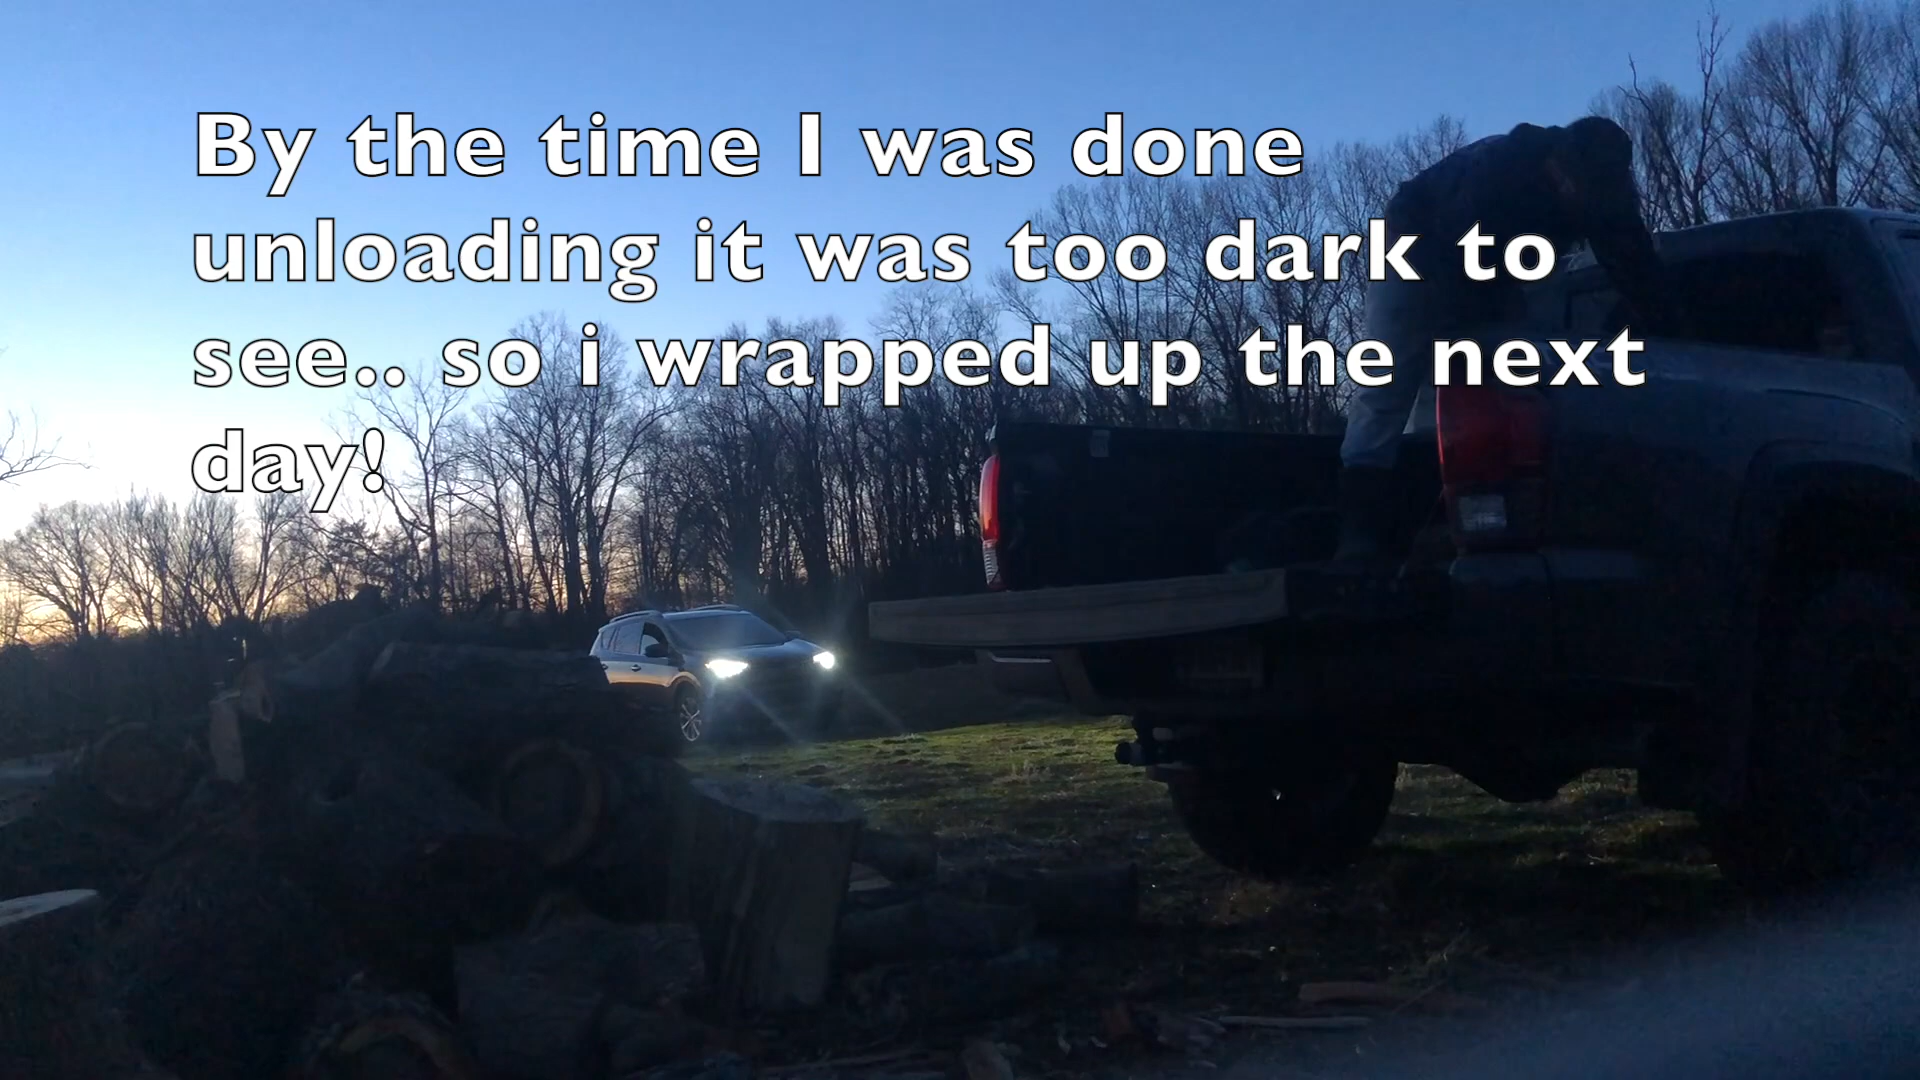 By the time I was done
unloading it was too dark to
see.. so i wrapped up the next
day!